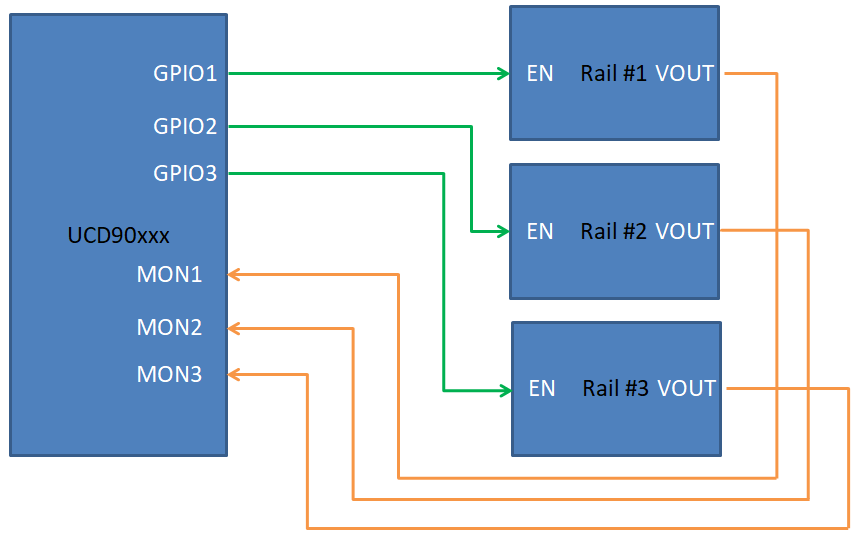 GPIO1
GPIO2
GPIO3
UCD90xxx
MON1
MON2
MON3
EN Rail #1 VOUT
EN Rail #2 VOUT
EN Rail #3 VOUT